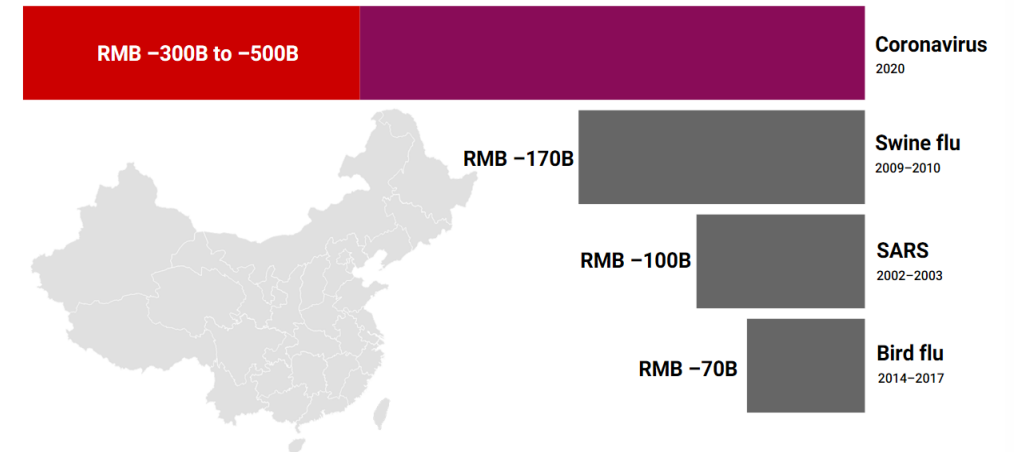 RMB −300B to −500B
Coronavirus
2020
RMB −170B
Swine flu
2009–2010
RMB −100B
SARS
2002–2003
RMB −70B
Bird flu
2014–2017